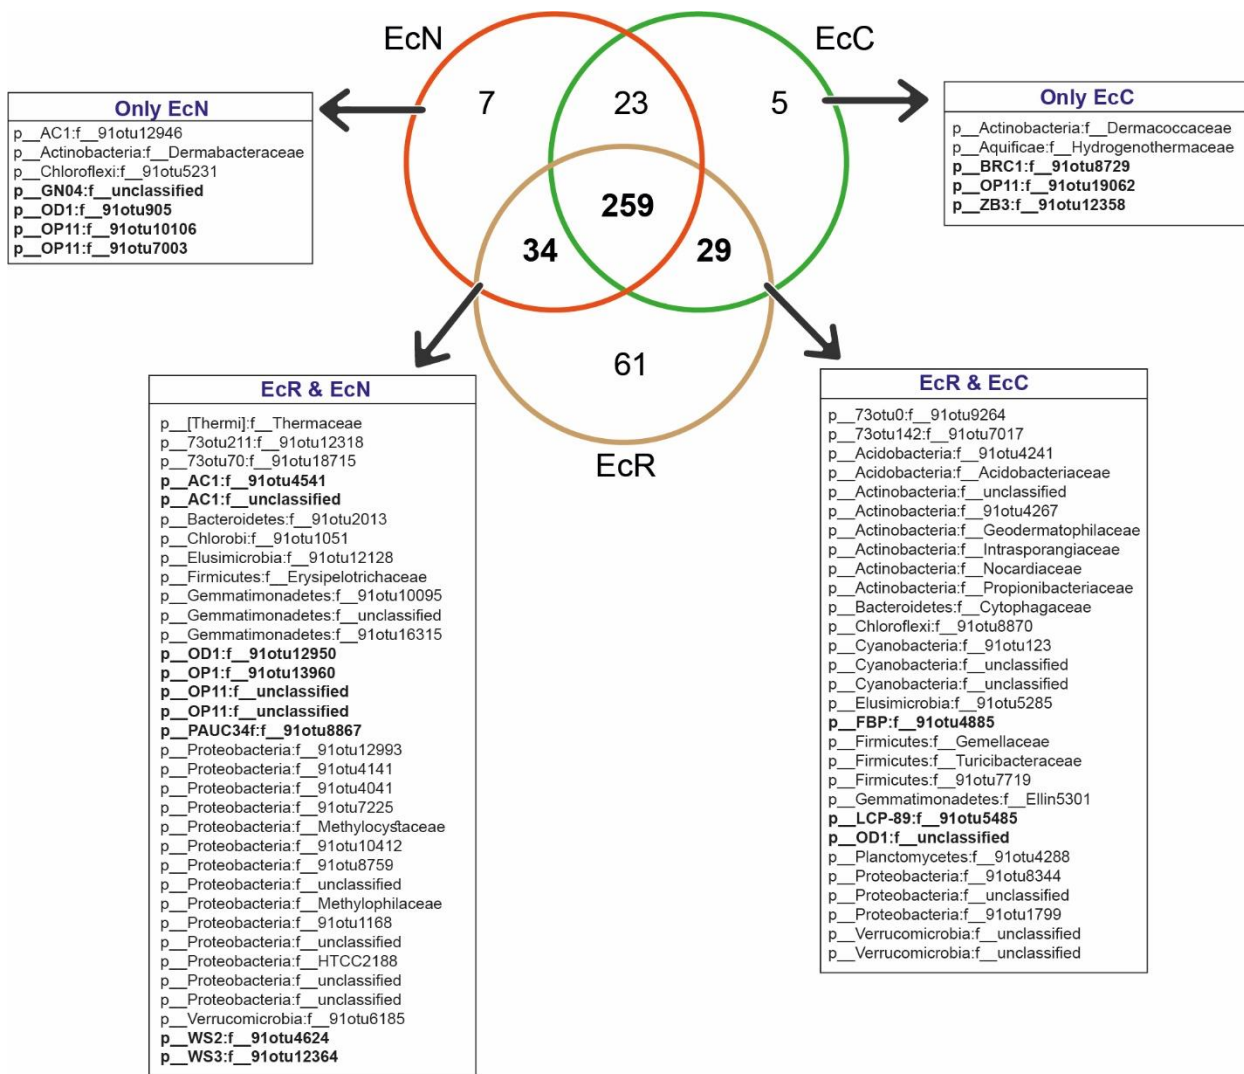 EcN
EcC
7
23
5
259
34
29
61
EcR
Only EcN
p__AC1:f__91otu12946
p__Actinobacteria:f__Dermabacteraceae
p__Chloroflexi:f__91otu5231
p__GN04:f__unclassified
p__OD1:f__91otu905
p__OP11:f__91otu10106
p__OP11:f__91otu7003
Only EcC
p__Actinobacteria:f__Dermacoccaceae
p__Aquificae:f__Hydrogenothermaceae
p__BRC1:f__91otu8729
p__OP11:f__91otu19062
p__ZB3:f__91otu12358
EcR & EcN
p__[Thermi]:f__Thermaceae
p__73otu211:f__91otu12318
p__73otu70:f__91otu18715
p__AC1:f__91otu4541
p__AC1:f__unclassified
p__Bacteroidetes:f__91otu2013
p__Chlorobi:f__91otu1051
p__Elusimicrobia:f__91otu12128
p__Firmicutes:f__Erysipelotrichaceae
p__Gemmatimonadetes:f__91otu10095
p__Gemmatimonadetes:f__unclassified
p__Gemmatimonadetes:f__91otu16315
p__OD1:f__91otu12950
p__OP1:f__91otu13960
p__OP11:f__unclassified
p__OP11:f__unclassified
p__PAUC34f:f__91otu8867
p__Proteobacteria:f__91otu12993
p__Proteobacteria:f__91otu4141
p__Proteobacteria:f__91otu4041
p__Proteobacteria:f__91otu7225
p__Proteobacteria:f__Methylocystaceae
p__Proteobacteria:f__91otu10412
p__Proteobacteria:f__91otu8759
p__Proteobacteria:f__unclassified
p__Proteobacteria:f__Methylophilaceae
p__Proteobacteria:f__91otu1168
p__Proteobacteria:f__unclassified
p__Proteobacteria:f__HTCC2188
p__Proteobacteria:f__unclassified
p__Proteobacteria:f__unclassified
p__Verrucomicrobia:f__91otu6185
p__WS2:f__91otu4624
p__WS3:f__91otu12364
EcR & EcC
p__73otu0:f__91otu9264
p__73otu142:f__91otu7017
p__Acidobacteria:f__91otu4241
p__Acidobacteria:f__Acidobacteriaceae
p__Actinobacteria:f__unclassified
p__Actinobacteria:f__91otu4267
p__Actinobacteria:f__Geodermatophilaceae
p__Actinobacteria:f__Intrasporangiaceae
p__Actinobacteria:f__Nocardiaceae
p__Actinobacteria:f__Propionibacteriaceae
p__Bacteroidetes:f__Cytophagaceae
p__Chloroflexi:f__91otu8870
p__Cyanobacteria:f__91otu123
p__Cyanobacteria:f__unclassified
p__Cyanobacteria:f__unclassified
p__Elusimicrobia:f__91otu5285
p__FBP:f__91otu4885
p__Firmicutes:f__Gemellaceae
p__Firmicutes:f__Turicibacteraceae
p__Firmicutes:f__91otu7719
p__Gemmatimonadetes:f__Ellin5301
p__LCP-89:f__91otu5485
p__OD1:f__unclassified
p__Planctomycetes:f__91otu4288
p__Proteobacteria:f__91otu8344
p__Proteobacteria:f__unclassified
p__Proteobacteria:f__91otu1799
p__Verrucomicrobia:f__unclassified
p__Verrucomicrobia:f__unclassified